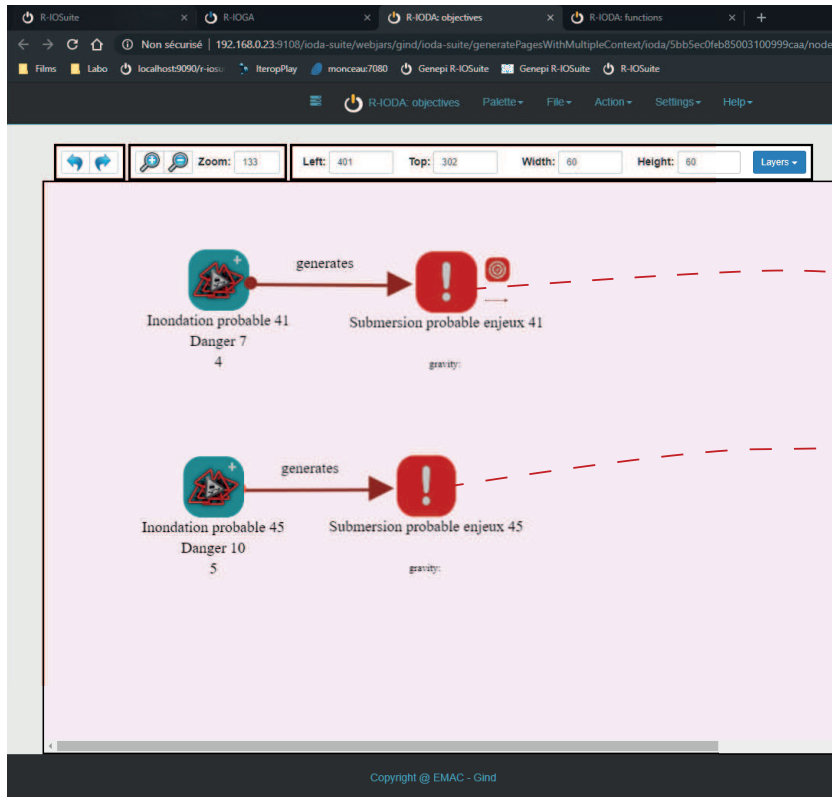 R-IOSuite
R-IOGA
R-IODA: objectives
R-IODA: functions
Non sécurisé | 192.168.0.23:9108/ioda-suite/webjars/gind/ioda-suite/generatePagesWithMultipleContext/ioda/5bb5ec0feb85003100999caa/node
Films Labo localhost:9090/r-iosu IteropPlay monceau:7080 Genepi R-IOSuite Genepi R-IOSuite R-IOSuite
R-IODA: objectives Palette File Action Settings Help
Zoom: 133 Left: 401 Top: 302 Width: 60 Height: 60 Layers
generates
Inondation probable 41
Danger 7
4
Submersion probable enjeux 41
gravity:
generates
Inondation probable 45
Danger 10
5
Submersion probable enjeux 45
gravity:
Copyright @ EMAC - Gind